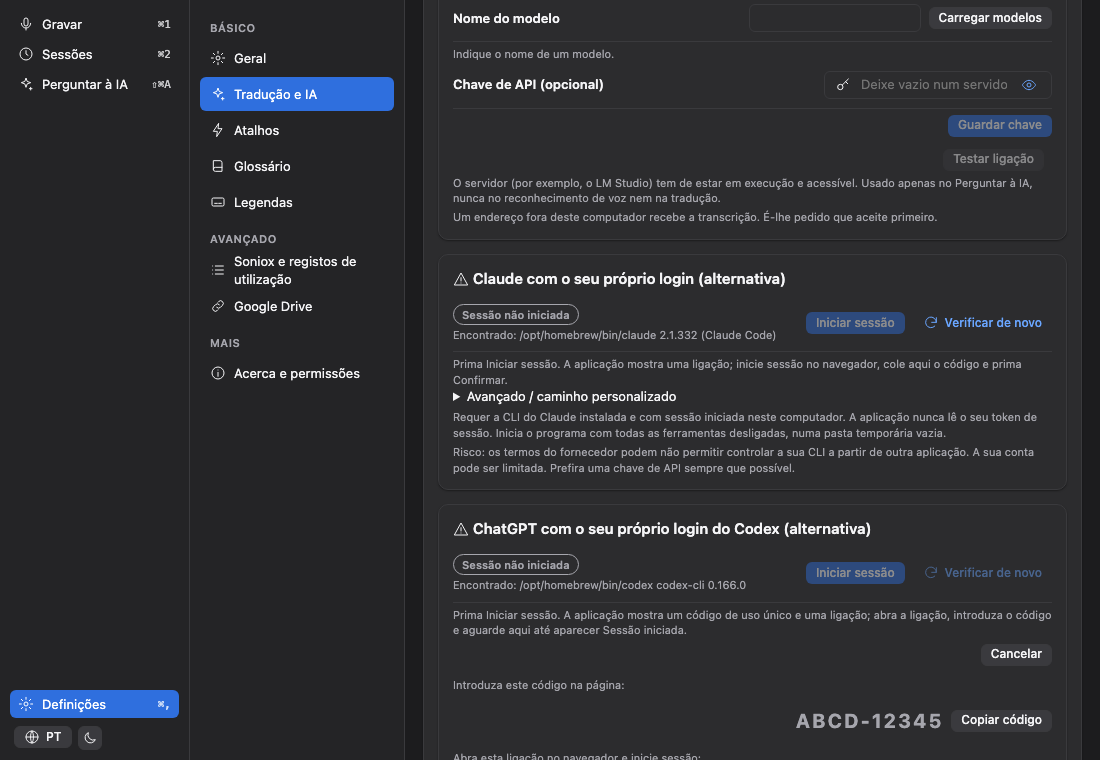 Gravar ⌘1
Sessões ⌘2
Perguntar à IA ⇧⌘A
Definições ⌘,
PT
BÁSICO
Geral
Tradução e IA
Atalhos
Glossário
Legendas
AVANÇADO
Soniox e registos de
utilização
Google Drive
MAIS
Acerca e permissões
Nome do modelo
Carregar modelos
Indique o nome de um modelo.
Chave de API (opcional)
Deixe vazio num servido
Guardar chave
Testar ligação
O servidor (por exemplo, o LM Studio) tem de estar em execução e acessível. Usado apenas no Perguntar à IA,
nunca no reconhecimento de voz nem na tradução.
Um endereço fora deste computador recebe a transcrição. É-lhe pedido que aceite primeiro.
Claude com o seu próprio login (alternativa)
Sessão não iniciada
Encontrado: /opt/homebrew/bin/claude 2.1.332 (Claude Code)
Iniciar sessão
Verificar de novo
Prima Iniciar sessão. A aplicação mostra uma ligação; inicie sessão no navegador, cole aqui o código e prima
Confirmar.
Avançado / caminho personalizado
Requer a CLI do Claude instalada e com sessão iniciada neste computador. A aplicação nunca lê o seu token de
sessão. Inicia o programa com todas as ferramentas desligadas, numa pasta temporária vazia.
Risco: os termos do fornecedor podem não permitir controlar a sua CLI a partir de outra aplicação. A sua conta
pode ser limitada. Prefira uma chave de API sempre que possível.
ChatGPT com o seu próprio login do Codex (alternativa)
Sessão não iniciada
Encontrado: /opt/homebrew/bin/codex codex-cli 0.166.0
Iniciar sessão
Verificar de novo
Prima Iniciar sessão. A aplicação mostra um código de uso único e uma ligação; abra a ligação, introduza o código
e aguarde aqui até aparecer Sessão iniciada.
Cancelar
Introduza este código na página:
ABCD-12345
Copiar código
Abra esta ligação no navegador e inicie sessão: